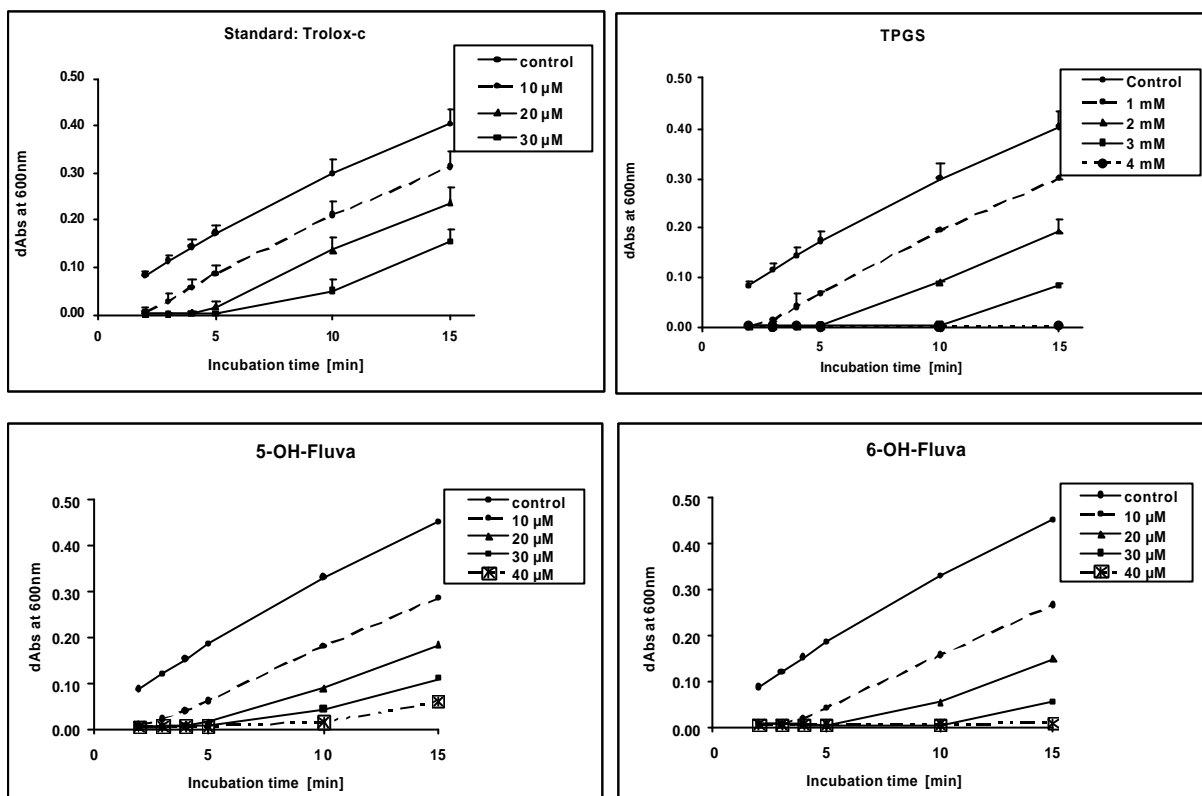 Standard: Trolox-c
control
10 µM
20 µM
30 µM
dAbs at 600nm
0.50
0.40
0.30
0.20
0.10
0.00
0 5 10 15
Incubation time [min]
TPGS
Control
1 mM
2 mM
3 mM
4 mM
dAbs at 600nm
0.50
0.40
0.30
0.20
0.10
0.00
0 5 10 15
Incubation time [min]
5-OH-Fluva
control
10 µM
20 µM
30 µM
40 µM
dAbs at 600nm
0.50
0.40
0.30
0.20
0.10
0.00
0 5 10 15
Incubation time [min]
6-OH-Fluva
control
10 µM
20 µM
30 µM
40 µM
dAbs at 600nm
0.50
0.40
0.30
0.20
0.10
0.00
0 5 10 15
Incubation time [min]